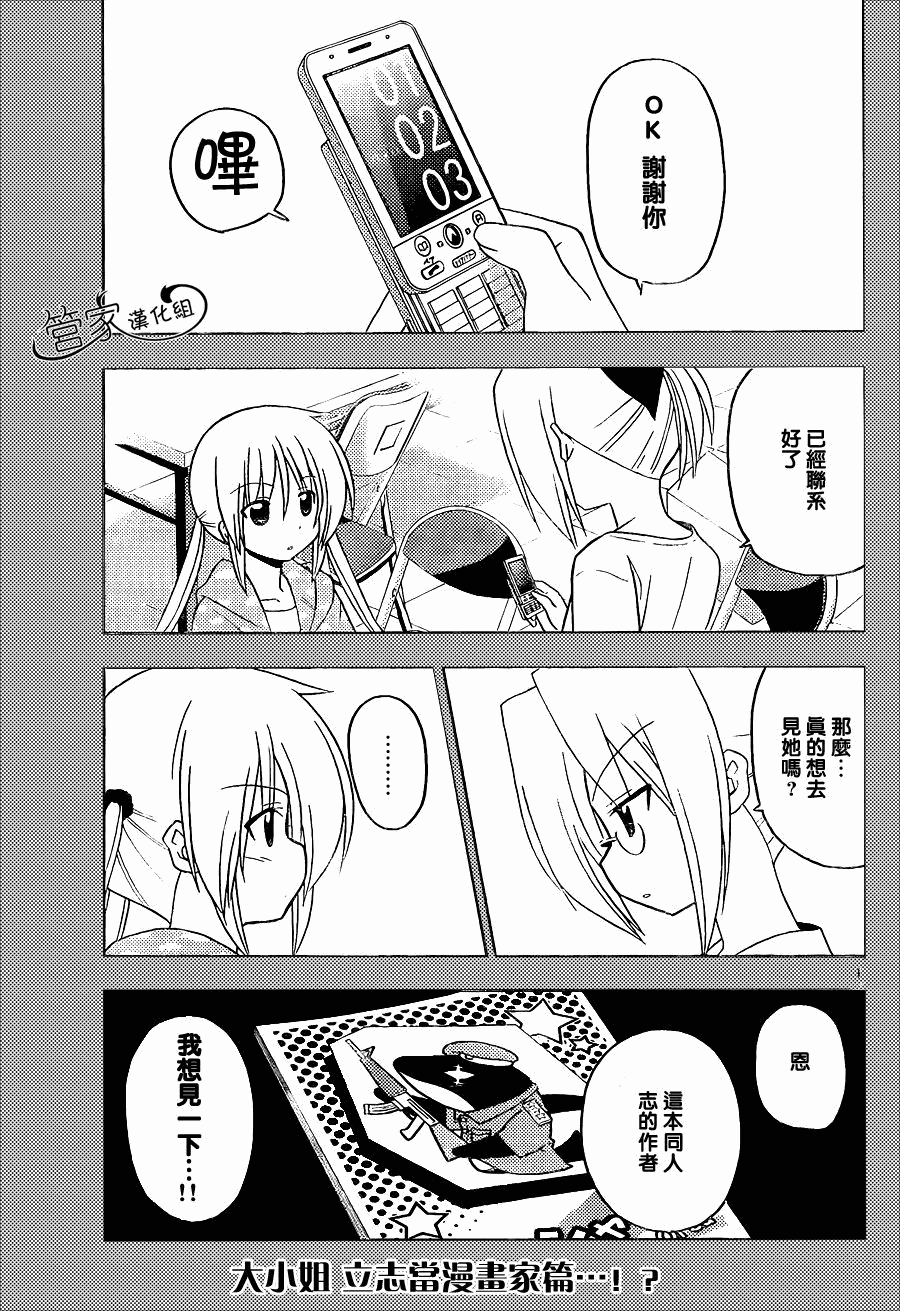 OK 謝謝你
嗶
01
02
03
管家漢化組
已經聯系
好了
那麼…
真的想去
見她嗎?
………
恩
這本同人
志的作者
我想見一下…!!
大小姐 立志當漫畫家篇…!?